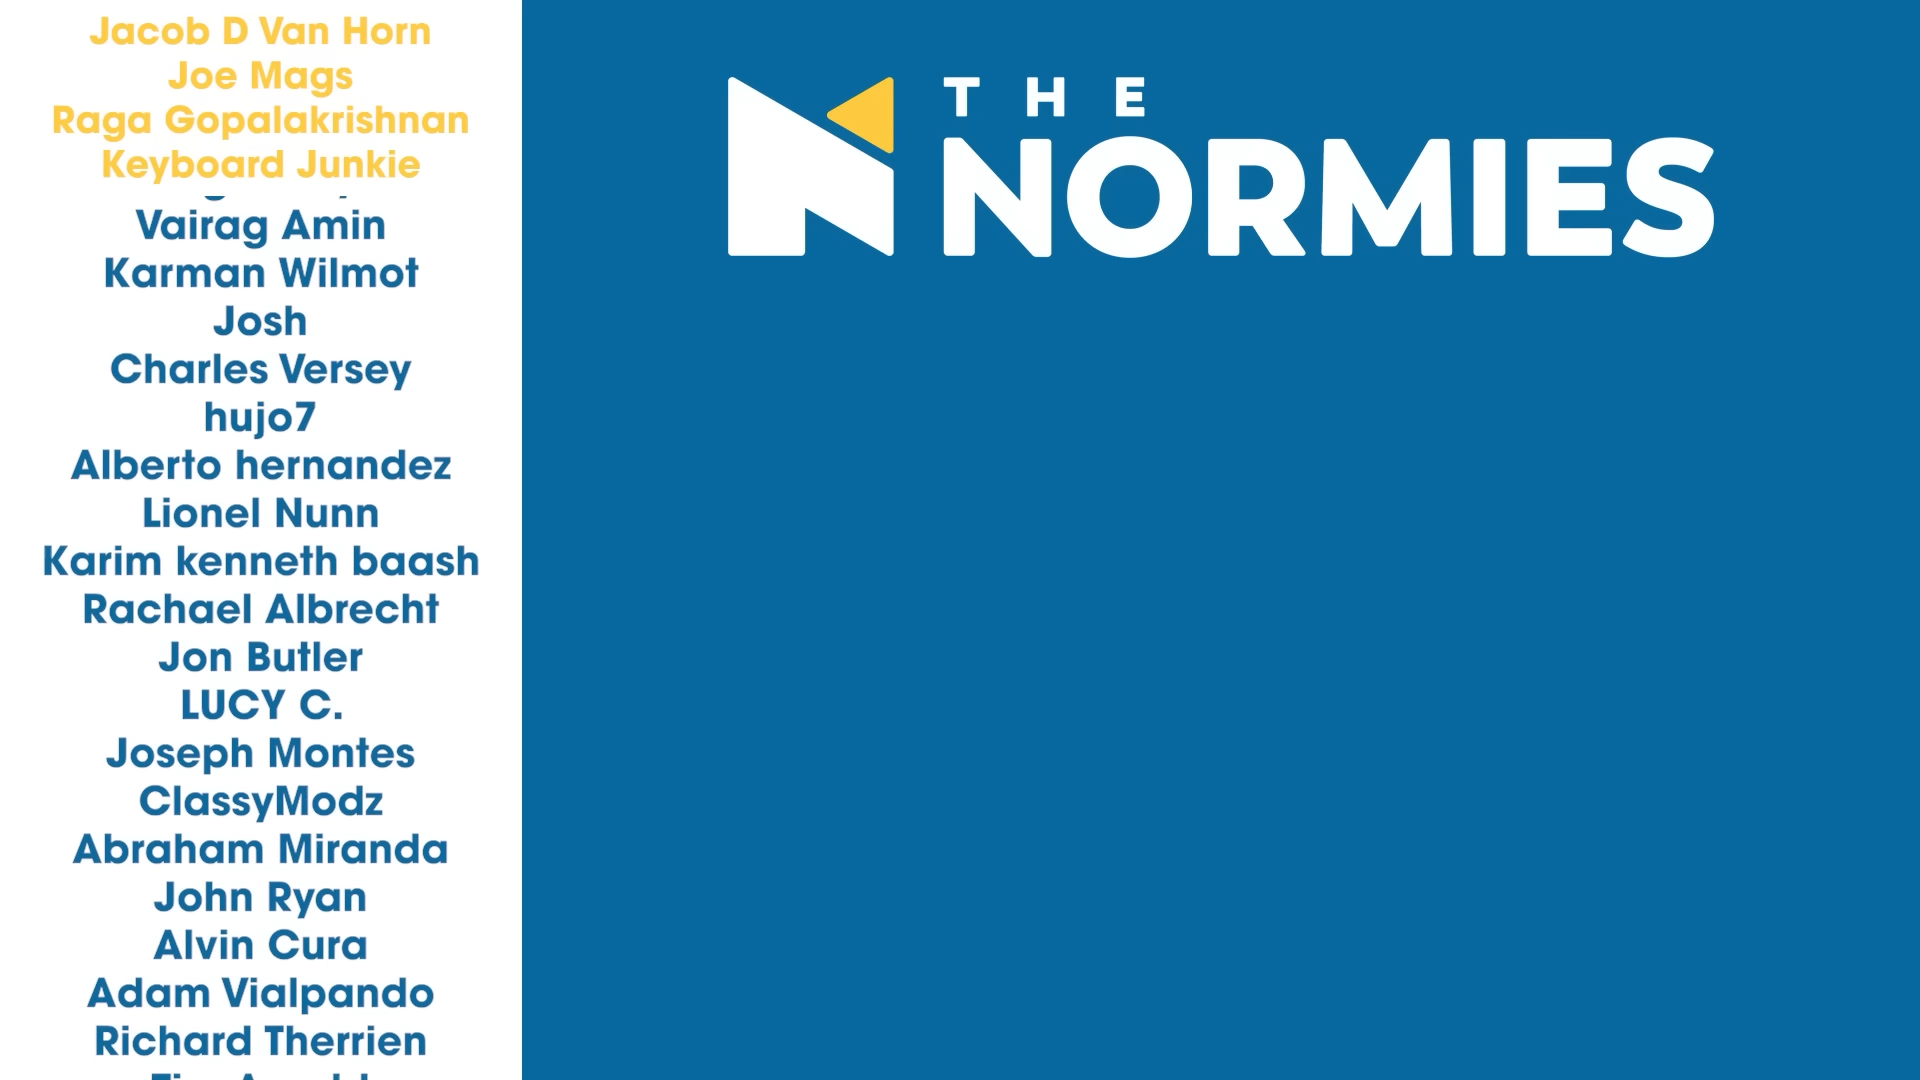 Jacob D Van Horn
Joe Mags
Raga Gopalakrishnan
Keyboard Junkie
Vairag Amin
Karman Wilmot
Josh
Charles Versey
hujo7
Alberto hernandez
Lionel Nunn
Karim kenneth baash
Rachael Albrecht
Jon Butler
LUCY C.
Joseph Montes
ClassyModz
Abraham Miranda
John Ryan
Alvin Cura
Adam Vialpando
Richard Therrien
THE
NORMIES